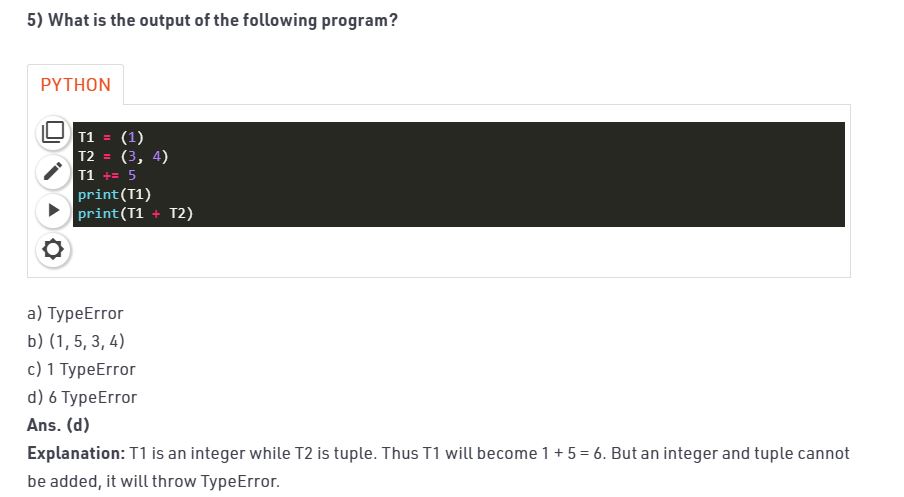 5) What is the output of the following program?
PYTHON
T1 = (1)
T2 = (3, 4)
T1 += 5
print(T1)
print(T1 + T2)
a) TypeError
b) (1, 5, 3, 4)
c) 1 TypeError
d) 6 TypeError
Ans. (d)
Explanation: T1 is an integer while T2 is tuple. Thus T1 will become 1 + 5 = 6. But an integer and tuple cannot
be added, it will throw TypeError.